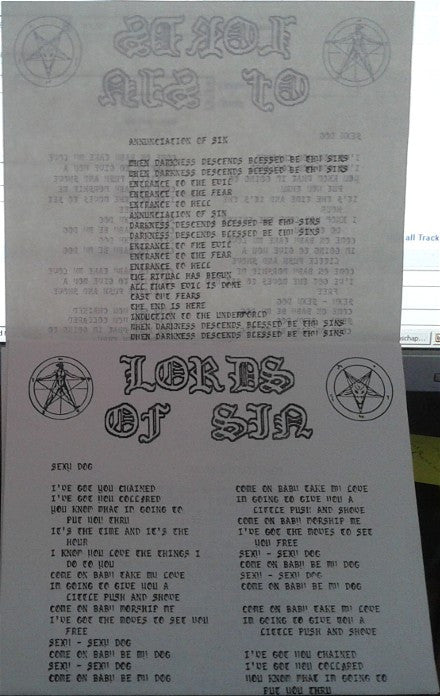 ANNUNCIATION OF SIN
WHEN DARKNESS DESCENDS BLESSED BE THY SINS
WHEN DARKNESS DESCENDS BLESSED BE THY SINS
ENTRANCE TO THE EVIL
ENTRANCE TO THE FEAR
ENTRANCE TO HELL
ANNUNCIATION OF SIN
DARKNESS DESCENDS BLESSED BE THY SINS
DARKNESS DESCENDS BLESSED BE THY SINS
ENTRANCE TO THE EVIL
ENTRANCE TO THE FEAR
ENTRANCE TO HELL
THE RITUAL HAS BEGUN
ALL THATS EVIL IS DONE
CAST OUT FEARS
THE END IS HERE
INDUCTION TO THE UNDERWORLD
WHEN DARKNESS DESCENDS BLESSED BE THY SINS
WHEN DARKNESS DESCENDS BLESSED BE THY SINS
all Track
LORDS
OF SIN
SEXY DOG
I'VE GOT YOU CHAINED
I'VE GOT YOU COLLARED
YOU KNOW WHAT IM GOING TO
PUT YOU THRU
IT'S THE TIME AND IT'S THE
HOUR
I KNOW YOU LOVE THE THINGS I
DO TO YOU
COME ON BABY TAKE MY LOVE
IM GOING TO GIVE YOU A
LITTLE PUSH AND SHOVE
COME ON BABY WORSHIP ME
I'VE GOT THE MOVES TO SET YOU
FREE
SEXY - SEXY DOG
COME ON BABY BE MY DOG
SEXY - SEXY DOG
COME ON BABY BE MY DOG
COME ON BABY TAKE MY LOVE
IM GOING TO GIVE YOU A
LITTLE PUSH AND SHOVE
COME ON BABY WORSHIP ME
I'VE GOT THE MOVES TO SET
YOU FREE
SEXY - SEXY DOG
COME ON BABY BE MY DOG
SEXY - SEXY DOG
COME ON BABY BE MY DOG
COME ON BABY TAKE MY LOVE
IM GOING TO GIVE YOU A
LITTLE PUSH AND SHOVE
I'VE GOT YOU CHAINED
I'VE GOT YOU COLLARED
YOU KNOW WHAT IM GOING TO
PUT YOU THRU